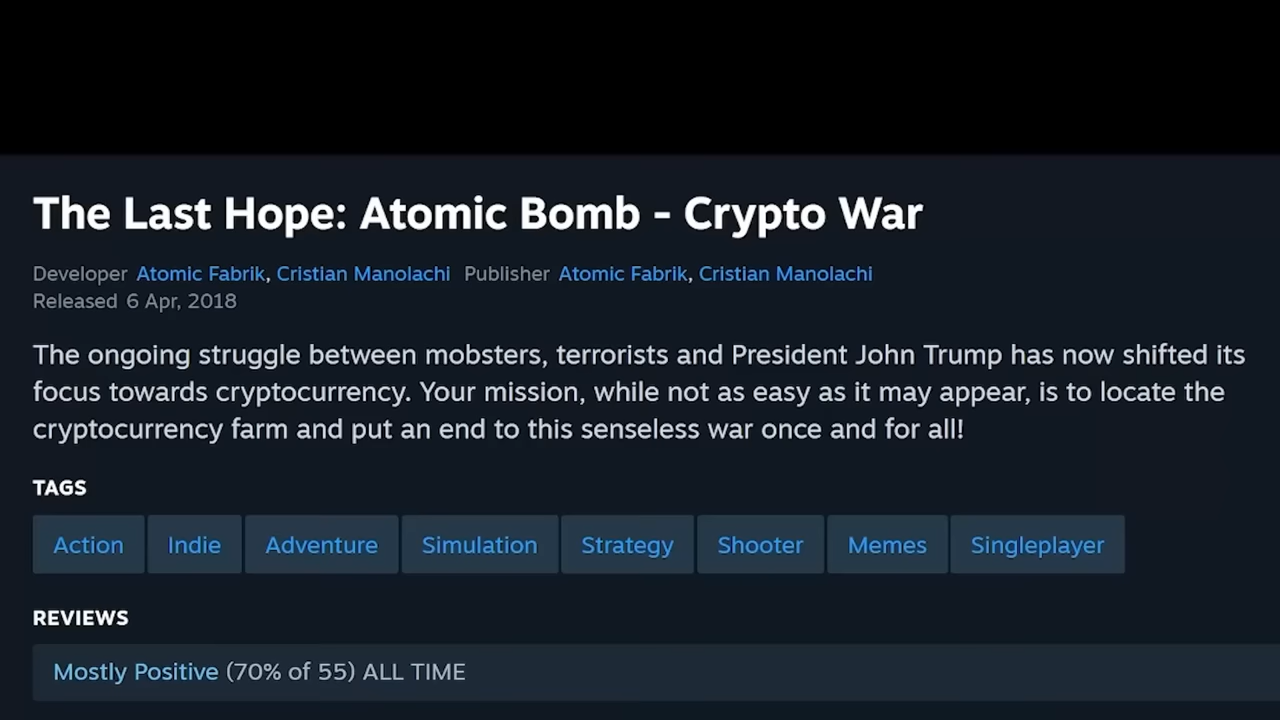 The Last Hope: Atomic Bomb - Crypto War
Developer Atomic Fabrik, Cristian Manolachi Publisher Atomic Fabrik, Cristian Manolachi
Released 6 Apr, 2018
The ongoing struggle between mobsters, terrorists and President John Trump has now shifted its
focus towards cryptocurrency. Your mission, while not as easy as it may appear, is to locate the
cryptocurrency farm and put an end to this senseless war once and for all!
TAGS
Action Indie Adventure Simulation Strategy Shooter Memes Singleplayer
REVIEWS
Mostly Positive (70% of 55) ALL TIME